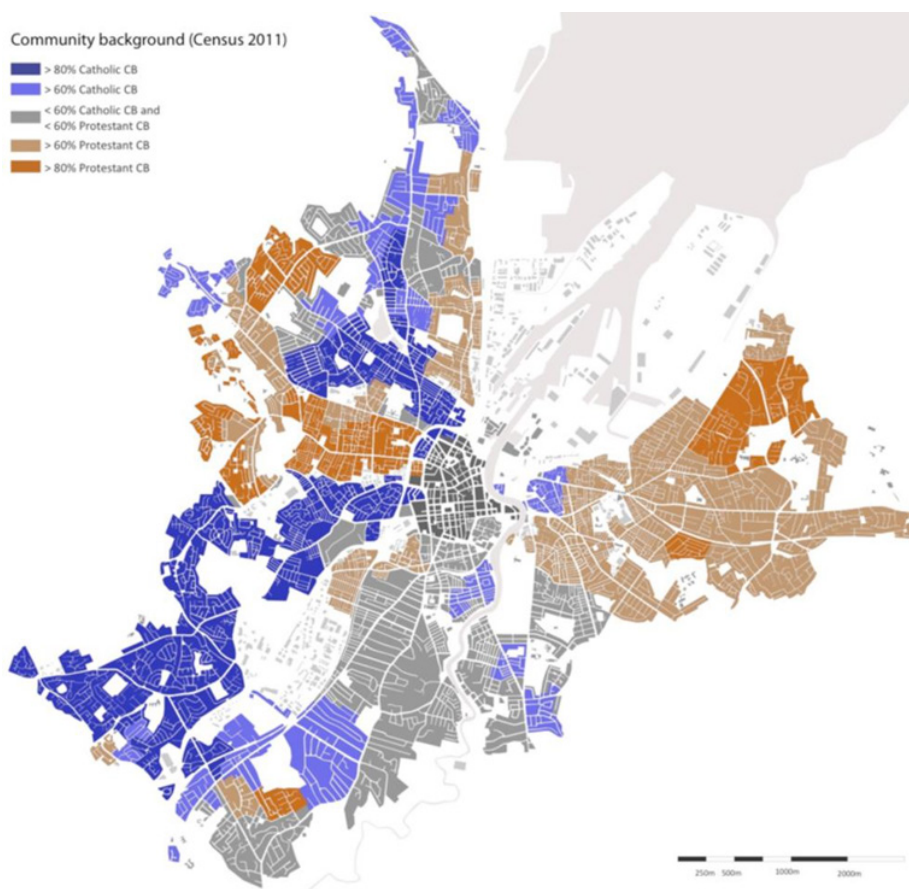 Community background (Census 2011)
> 80% Catholic CB
> 60% Catholic CB
< 60% Catholic CB and
< 60% Protestant CB
> 60% Protestant CB
> 80% Protestant CB
250m 500m 1000m 2000m